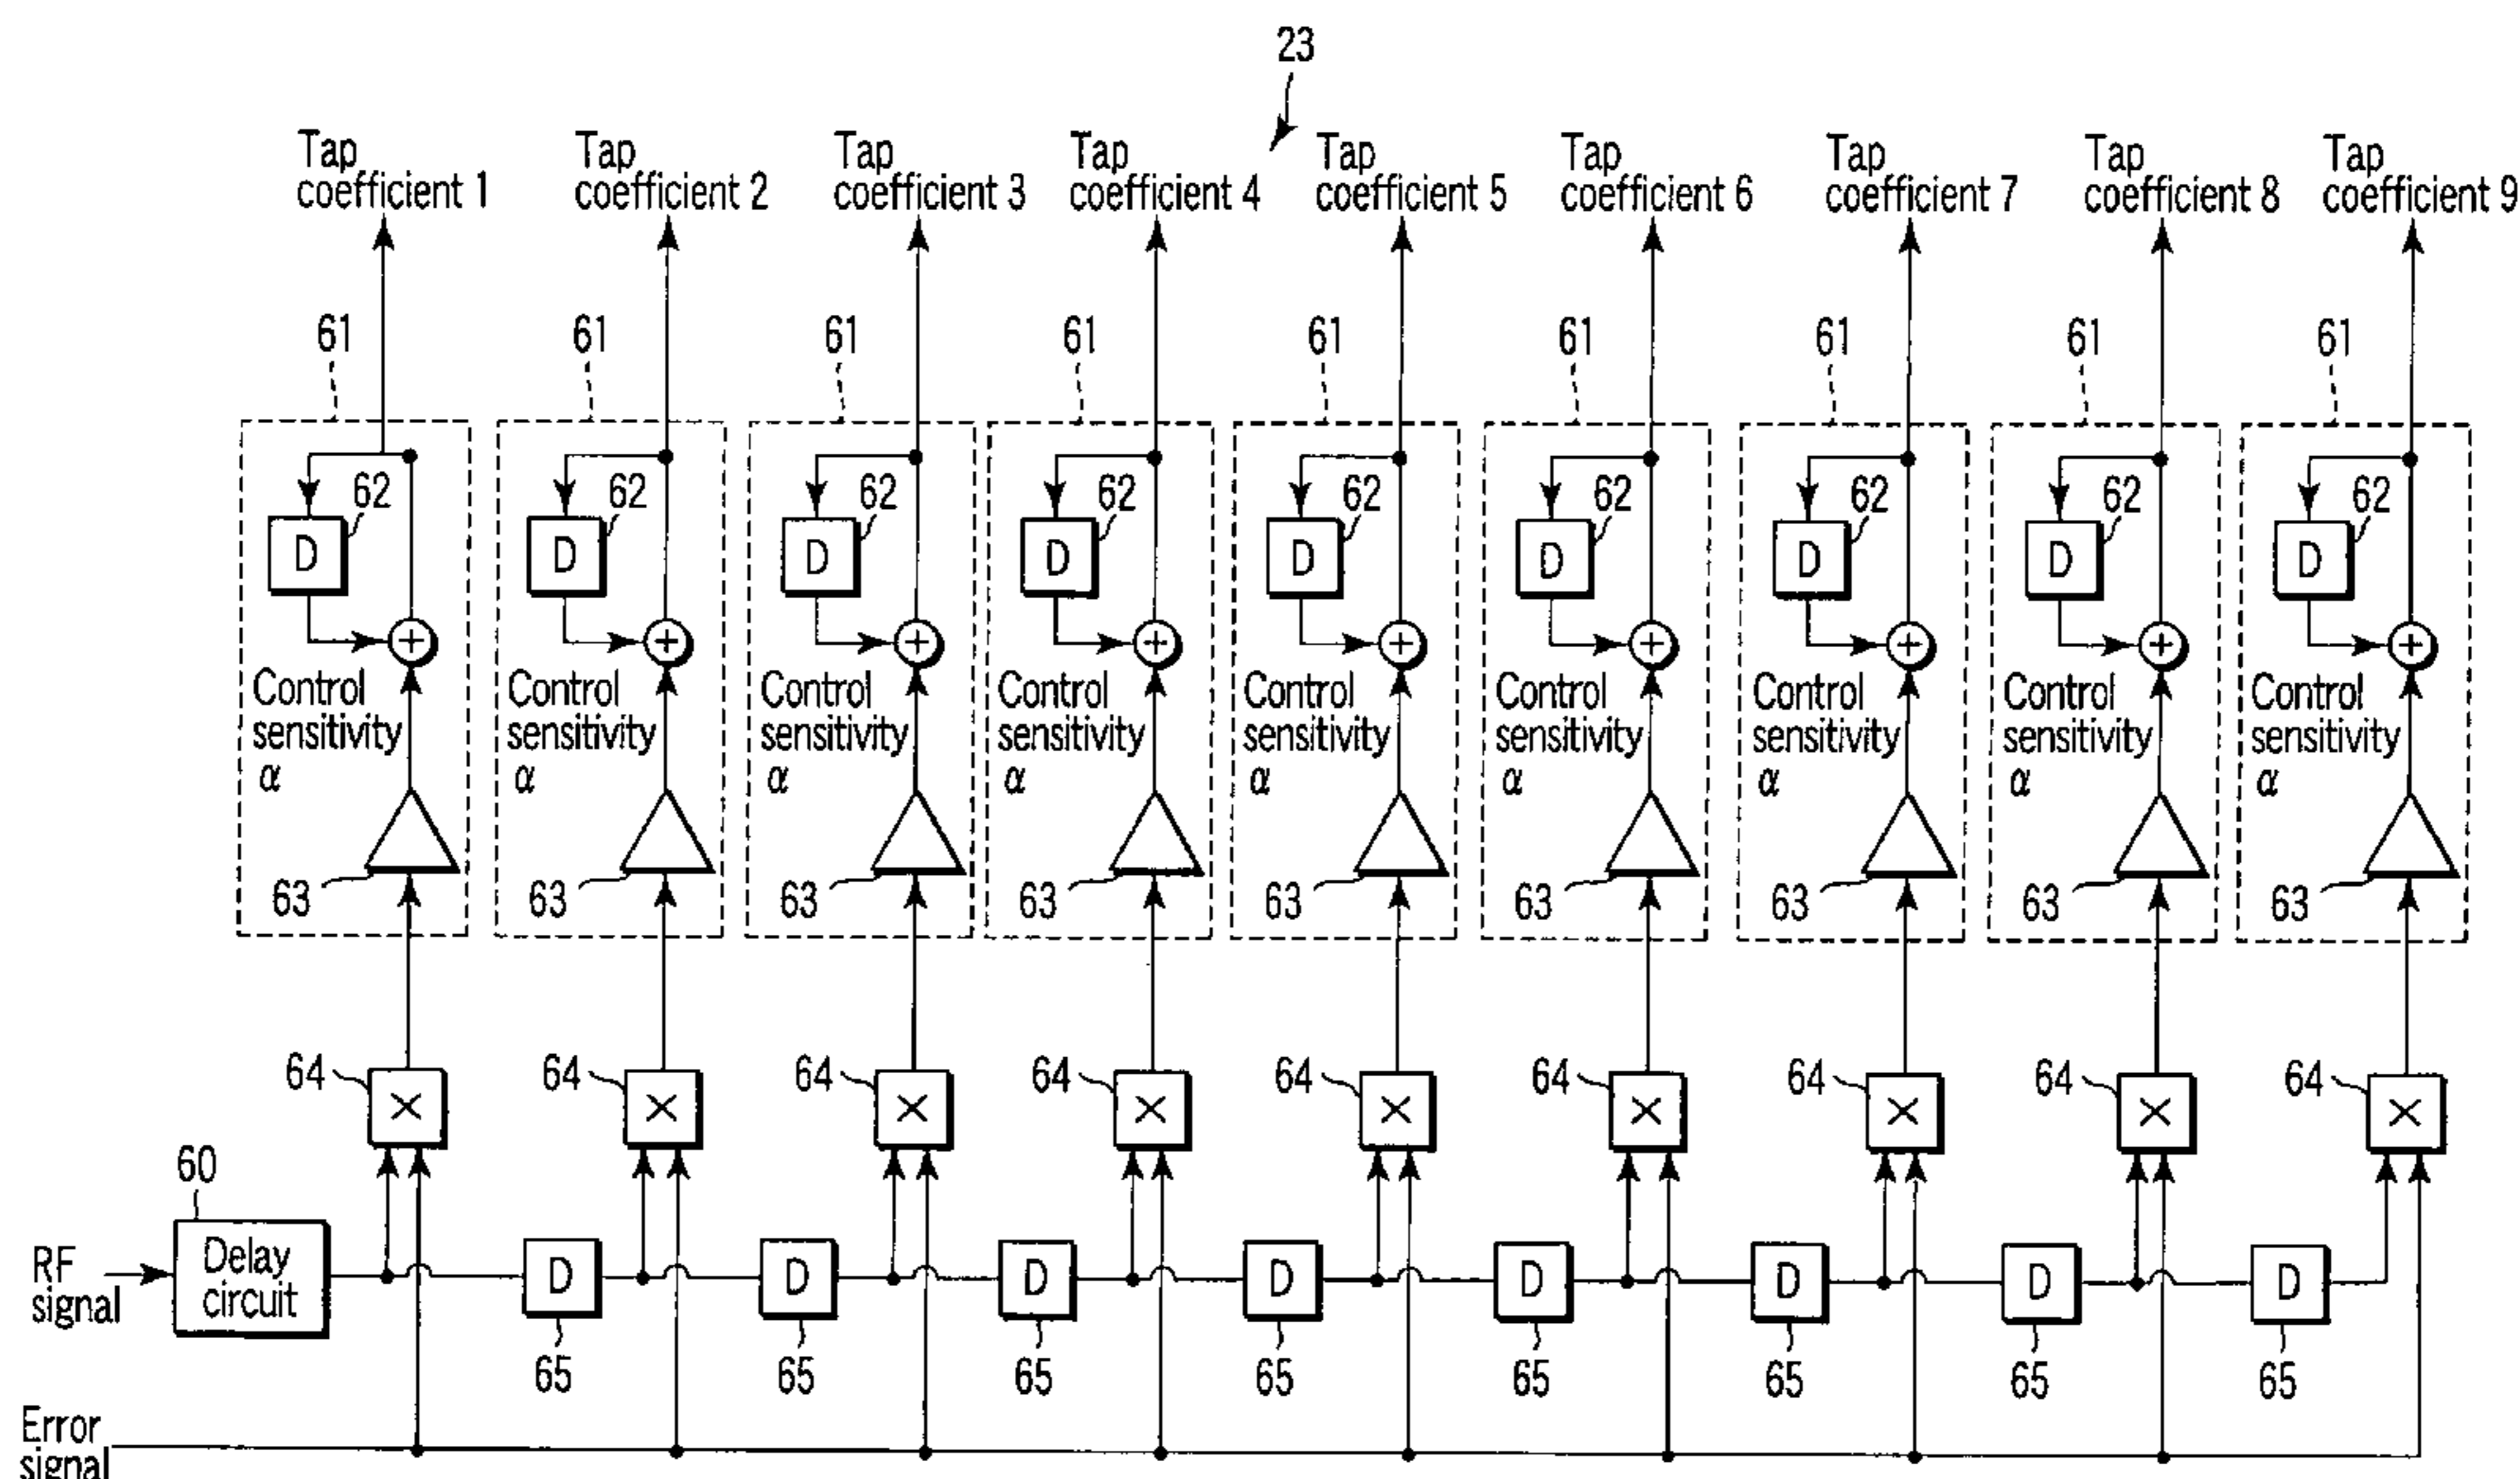 23
Tap
coefficient 1
Tap
coefficient 2
Tap
coefficient 3
Tap
coefficient 4
Tap
coefficient 5
Tap
coefficient 6
Tap
coefficient 7
Tap
coefficient 8
Tap
coefficient 9
61 61 61 61 61 61 61 61 61
62 62 62 62 62 62 62 62 62
D D D D D D D D D
+ + + + + + + + +
Control
sensitivity
α
Control
sensitivity
α
Control
sensitivity
α
Control
sensitivity
α
Control
sensitivity
α
Control
sensitivity
α
Control
sensitivity
α
Control
sensitivity
α
Control
sensitivity
α
63 63 63 63 63 63 63 63 63
64 64 64 64 64 64 64 64 64
× × × × × × × × ×
60
RF
signal
Delay
circuit
D D D D D D D D
65 65 65 65 65 65 65 65
Error
signal